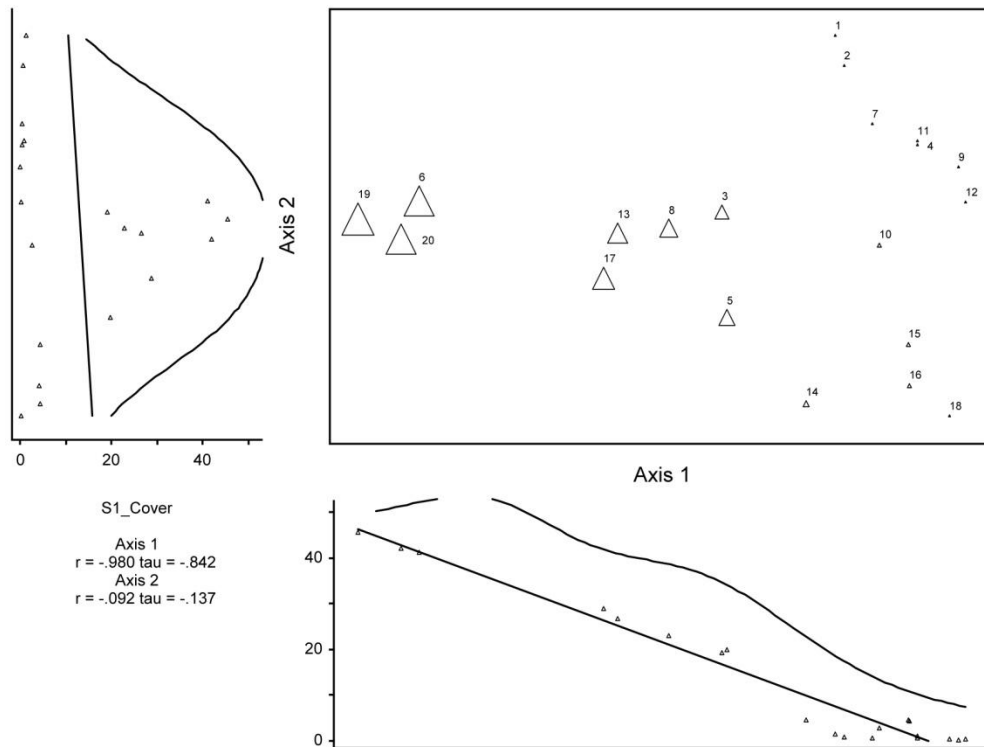 1
2
7
11
4
9
6
19
12
3
8
13
20
10
17
5
15
16
14
18
Axis 2
Axis 1
0 20 40
S1_Cover
Axis 1
r = -.980 tau = -.842
Axis 2
r = -.092 tau = -.137
40
20
0